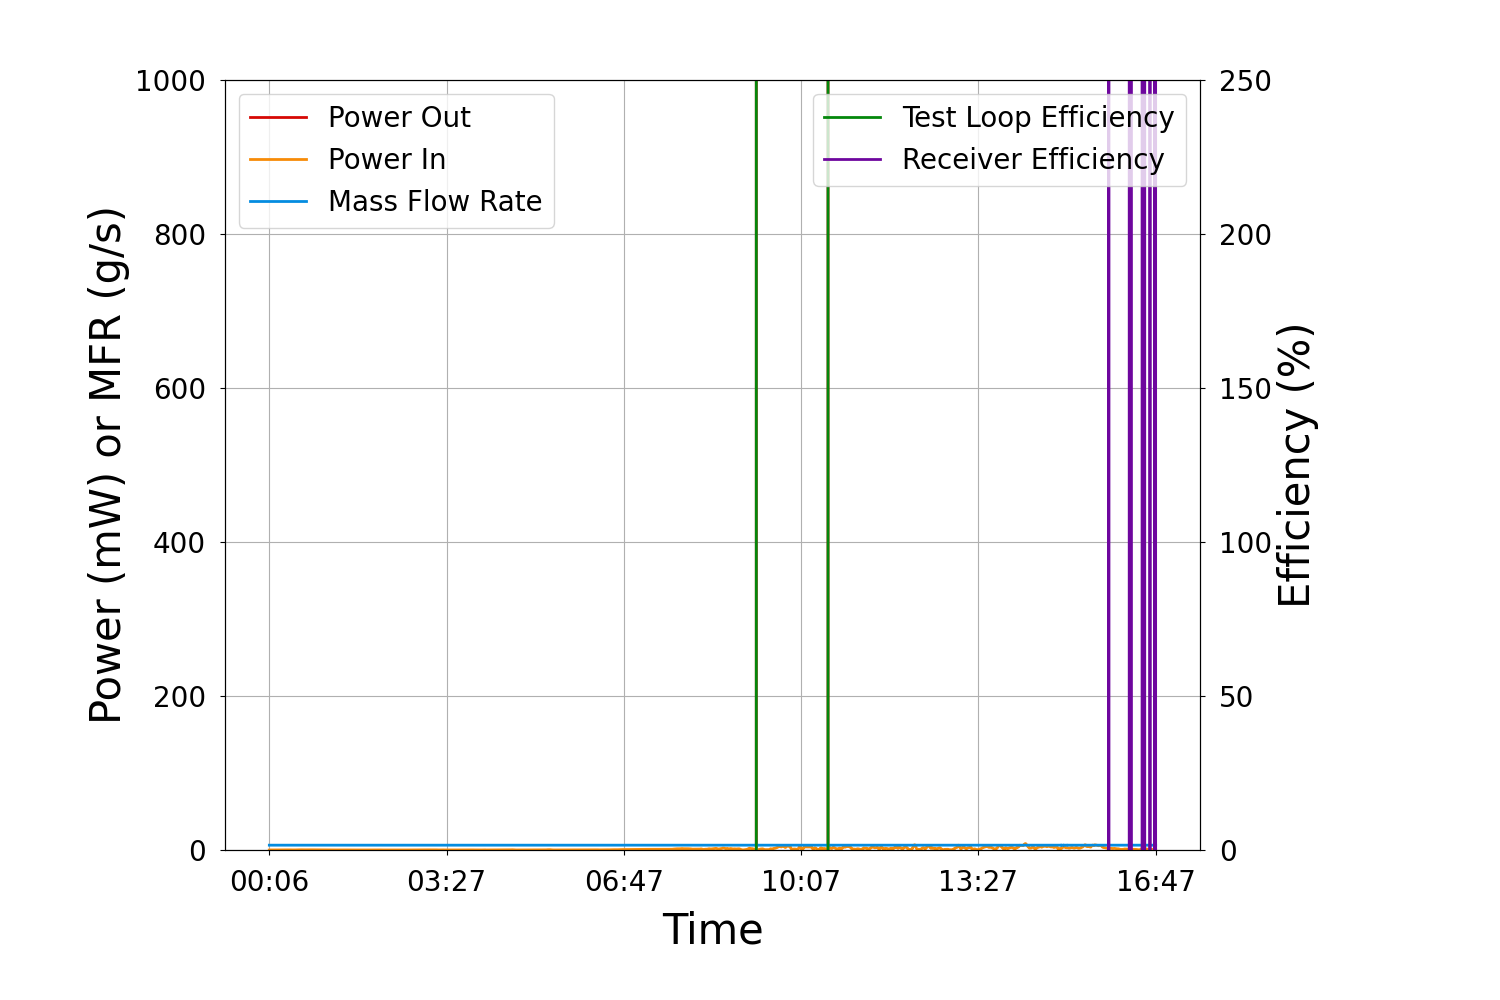 1000
800
600
400
200
0
Power (mW) or MFR (g/s)
Power Out
Power In
Mass Flow Rate
Test Loop Efficiency
Receiver Efficiency
250
200
150
100
50
0
Efficiency (%)
00:06 03:27 06:47 10:07 13:27 16:47
Time